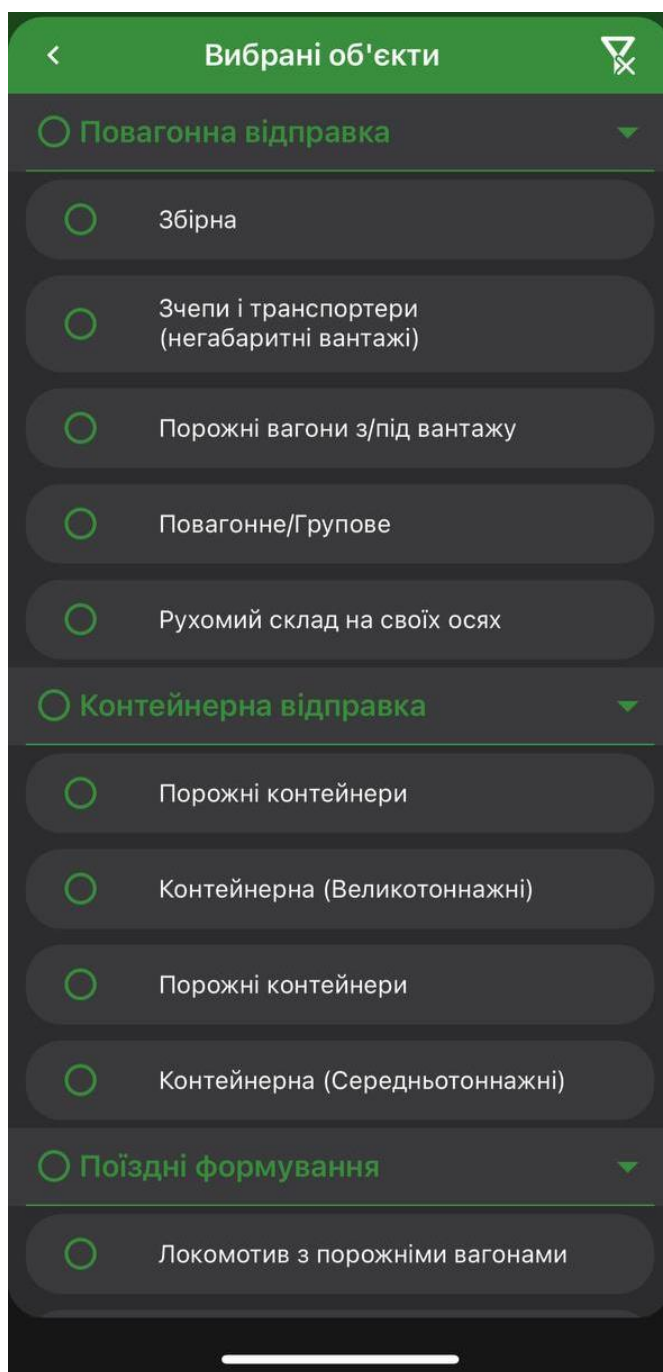 Вибрані об'єкти
Повагонна відправка
Збірна
Зчепи і транспортери
(негабаритні вантажі)
Порожні вагони з/під вантажу
Повагонне/Групове
Рухомий склад на своїх осях
Контейнерна відправка
Порожні контейнери
Контейнерна (Великотоннажні)
Порожні контейнери
Контейнерна (Середньотоннажні)
Поїздні формування
Локомотив з порожніми вагонами